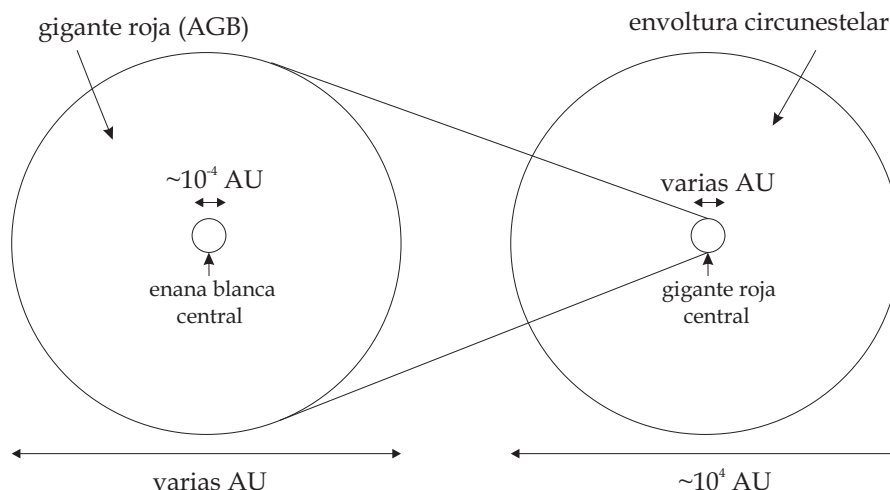 gigante roja (AGB)
~10⁻⁴ AU
enana blanca
central
varias AU
envoltura circunestelar
varias AU
gigante roja
central
~10⁴ AU